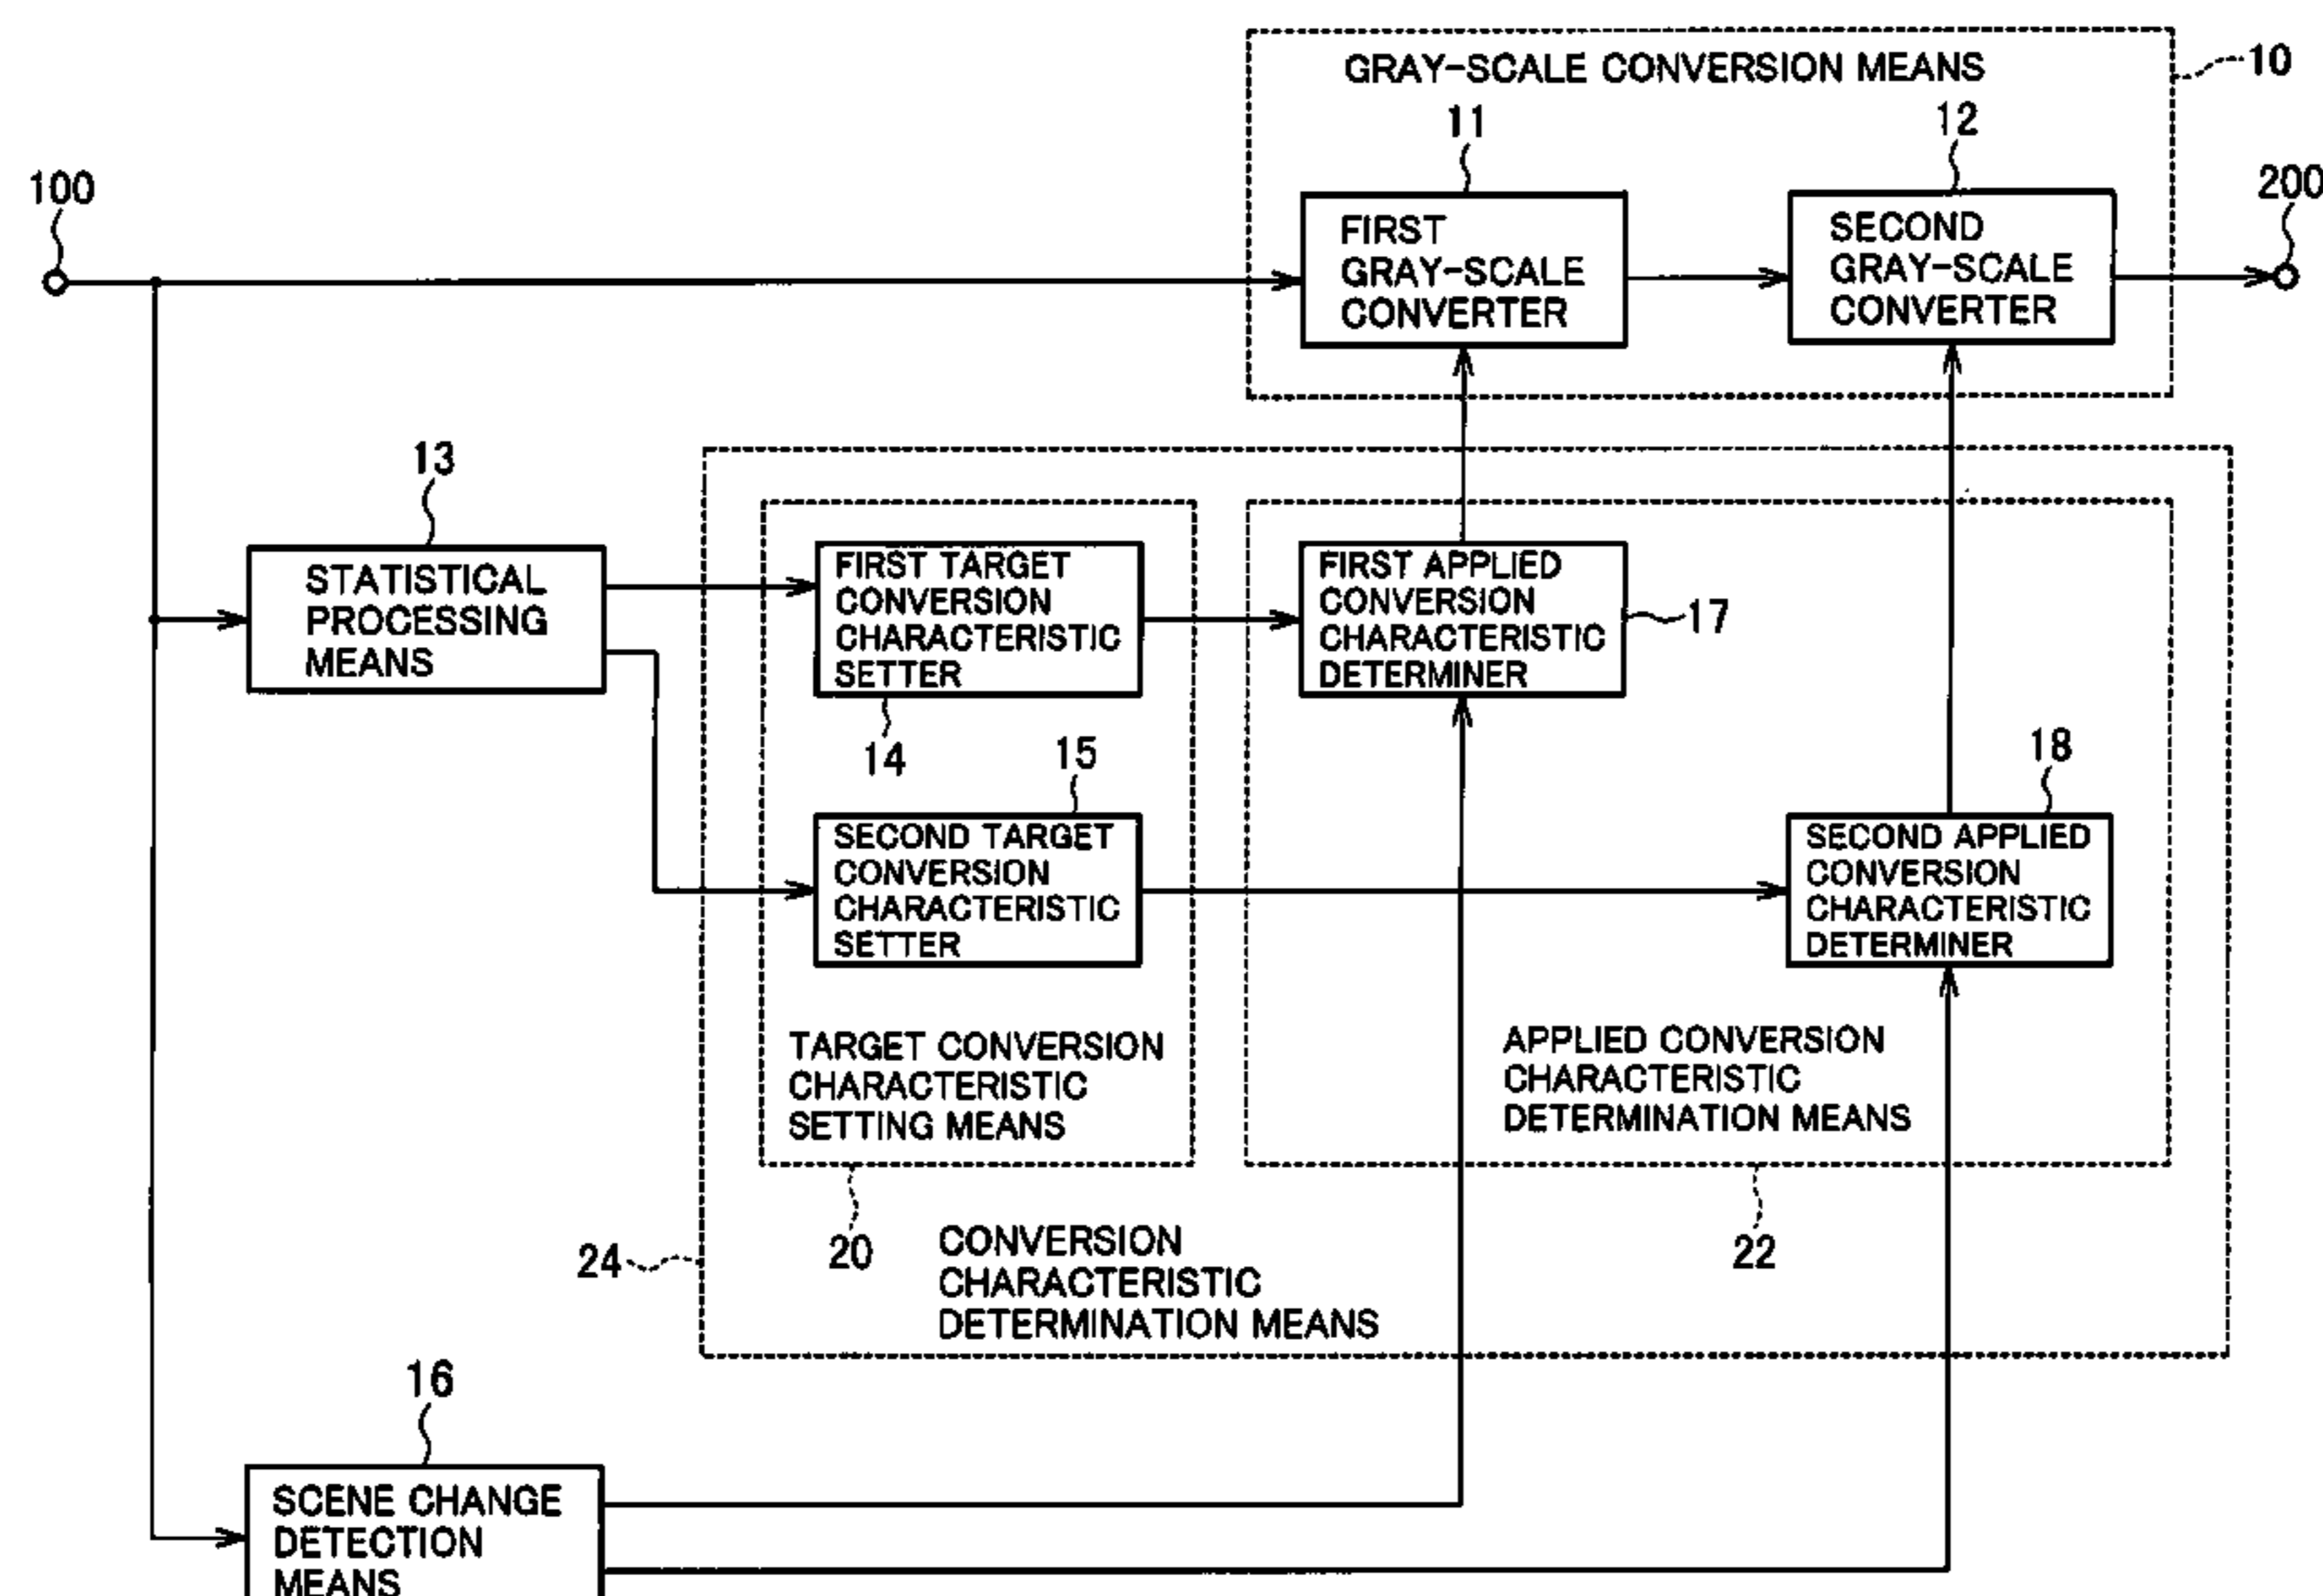 GRAY-SCALE CONVERSION MEANS
10
11
12
100
200
FIRST
GRAY-SCALE
CONVERTER
SECOND
GRAY-SCALE
CONVERTER
13
STATISTICAL
PROCESSING
MEANS
FIRST TARGET
CONVERSION
CHARACTERISTIC
SETTER
14
FIRST APPLIED
CONVERSION
CHARACTERISTIC
DETERMINER
17
15
SECOND TARGET
CONVERSION
CHARACTERISTIC
SETTER
18
SECOND APPLIED
CONVERSION
CHARACTERISTIC
DETERMINER
TARGET CONVERSION
CHARACTERISTIC
SETTING MEANS
APPLIED CONVERSION
CHARACTERISTIC
DETERMINATION MEANS
20
22
24
CONVERSION
CHARACTERISTIC
DETERMINATION MEANS
16
SCENE CHANGE
DETECTION
MEANS